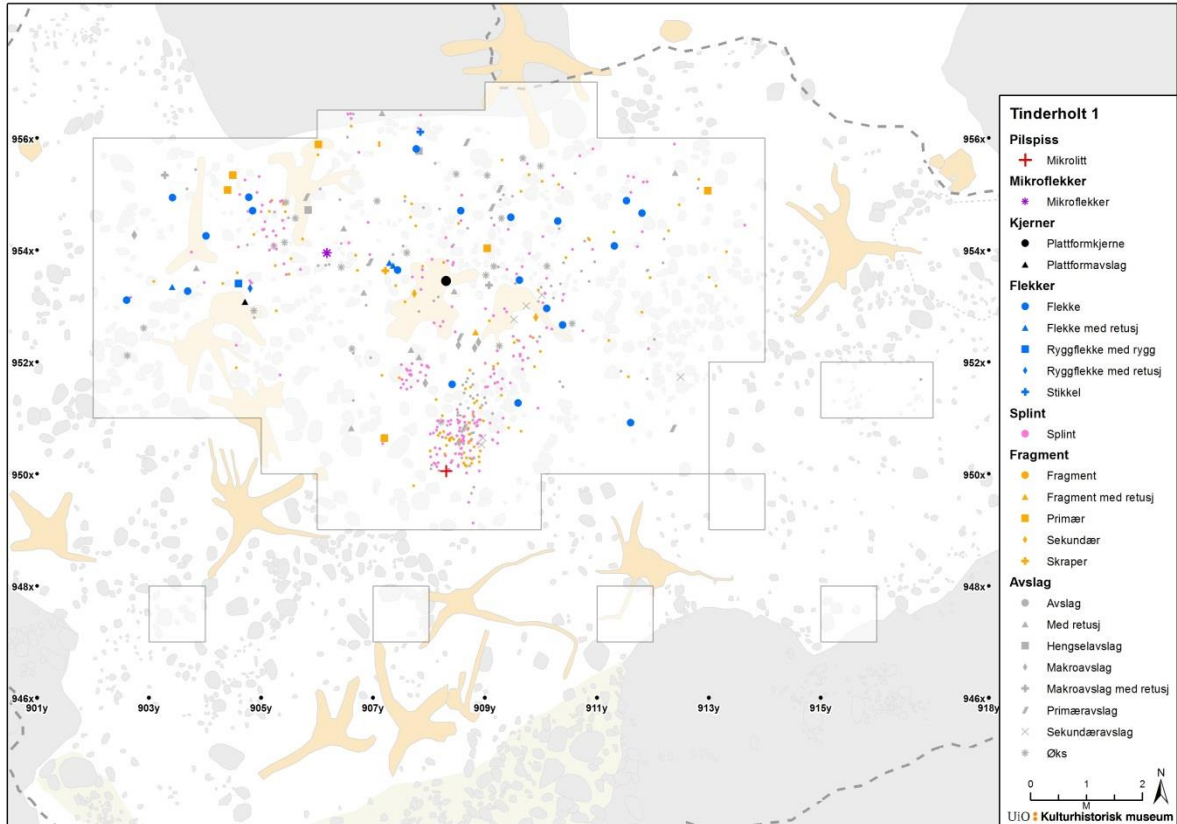 956x
954x
952x
950x
948x
946x
901y
903y
905y
907y
909y
911y
913y
915y
918y
956x
954x
952x
950x
948x
946x
Tinderholt 1
Pilspiss
Mikrolitt
Mikroflekker
Mikroflekker
Kjerner
Plattformkjerne
Plattformavslag
Flekker
Flekke
Flekke med retusj
Ryggflekke med rygg
Ryggflekke med retusj
Stikkel
Splint
Splint
Fragment
Fragment
Fragment med retusj
Primær
Sekundær
Skraper
Avslag
Avslag
Med retusj
Hengselavslag
Makroavslag
Makroavslag med retusj
Primæravslag
Sekundæravslag
Øks
0 1 2
M
N
UiO Kulturhistorisk museum